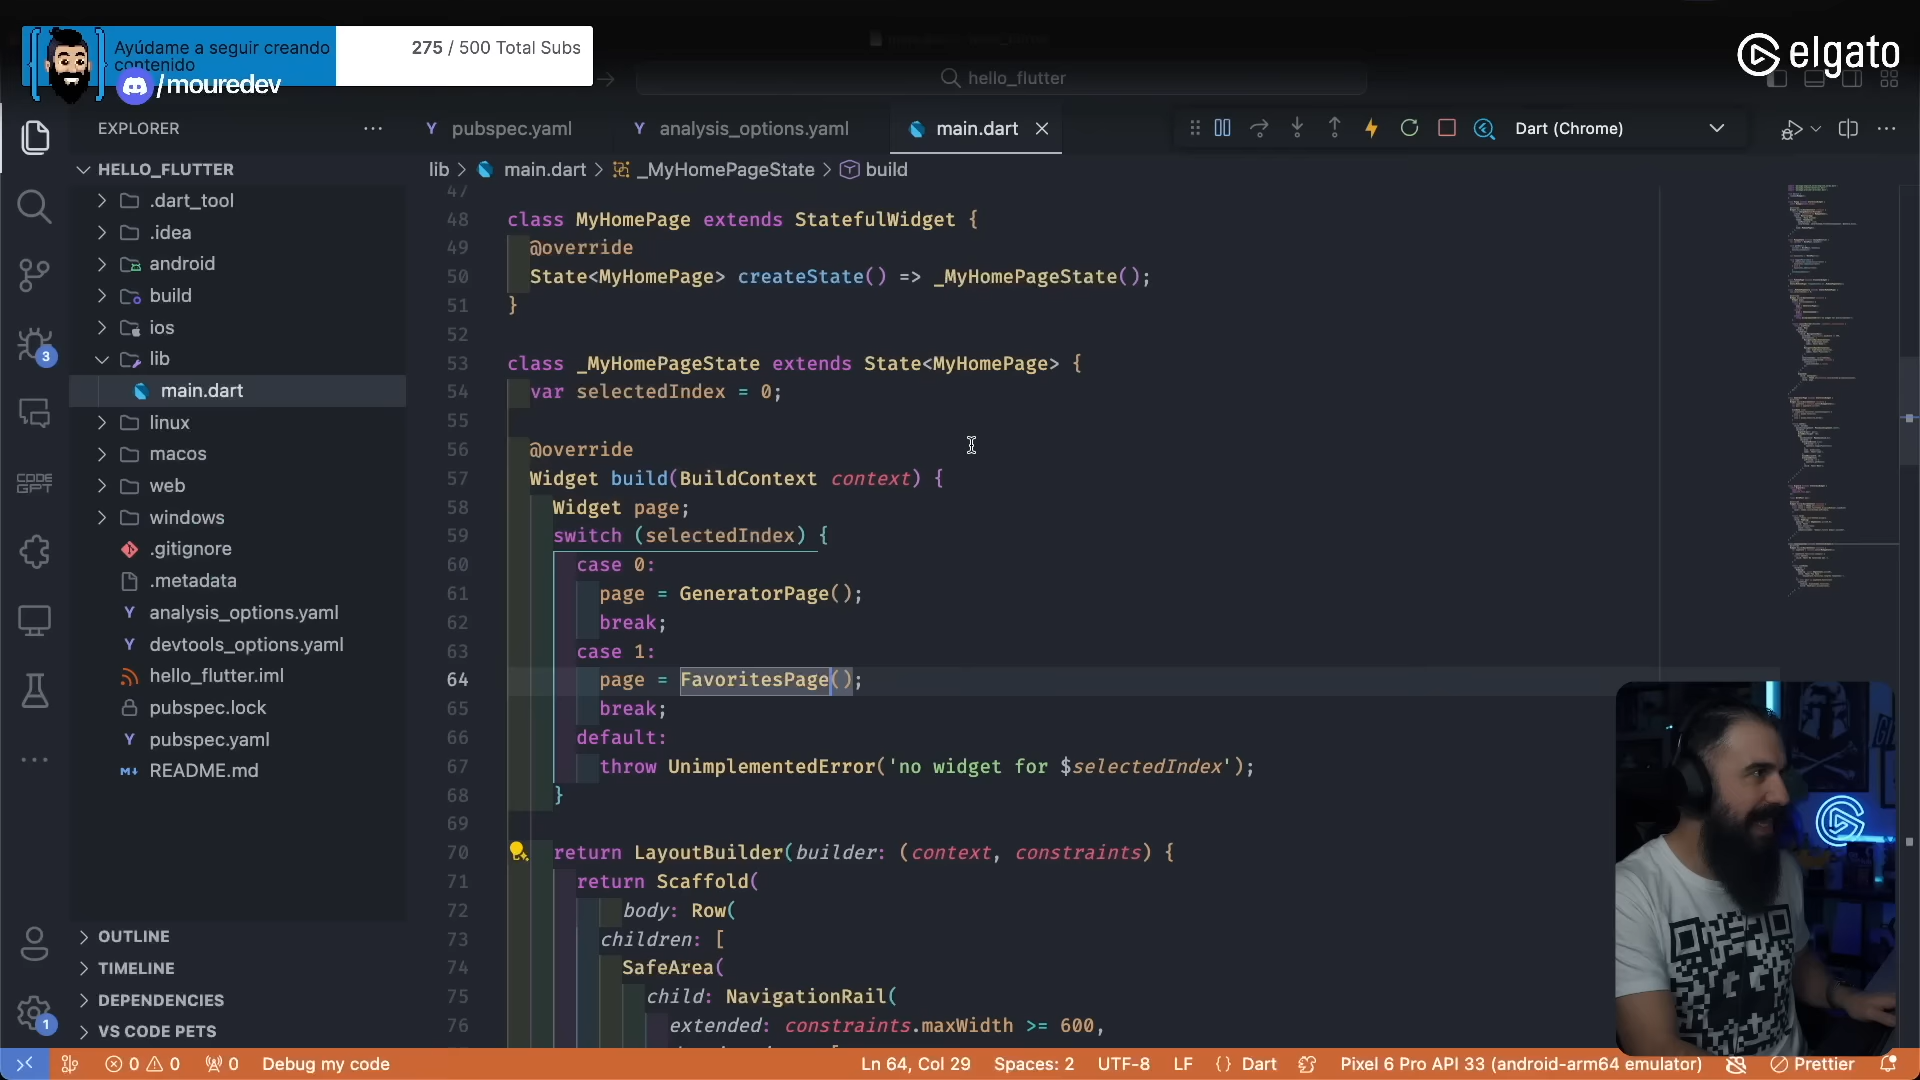 Ayúdame a seguir creando
contenido
/mouredev
275 / 500 Total Subs
hello_flutter
elgato
EXPLORER
pubspec.yaml
analysis_options.yaml
main.dart
Dart (Chrome)
lib > main.dart > _MyHomePageState > build
HELLO_FLUTTER
.dart_tool
.idea
android
build
ios
lib
main.dart
linux
macos
web
windows
.gitignore
.metadata
analysis_options.yaml
devtools_options.yaml
hello_flutter.iml
pubspec.lock
pubspec.yaml
README.md
OUTLINE
TIMELINE
DEPENDENCIES
VS CODE PETS
3
CODE
GPT
1
47
48 class MyHomePage extends StatefulWidget {
49 @override
50 State<MyHomePage> createState() => _MyHomePageState();
51 }
52
53 class _MyHomePageState extends State<MyHomePage> {
54 var selectedIndex = 0;
55
56 @override
57 Widget build(BuildContext context) {
58 Widget page;
59 switch (selectedIndex) {
60 case 0:
61 page = GeneratorPage();
62 break;
63 case 1:
64 page = FavoritesPage();
65 break;
66 default:
67 throw UnimplementedError('no widget for $selectedIndex');
68 }
69
70 return LayoutBuilder(builder: (context, constraints) {
71 return Scaffold(
72 body: Row(
73 children: [
74 SafeArea(
75 child: NavigationRail(
76 extended: constraints.maxWidth >= 600,
0 0 0 Debug my code
Ln 64, Col 29 Spaces: 2 UTF-8 LF {} Dart Pixel 6 Pro API 33 (android-arm64 emulator) Prettier